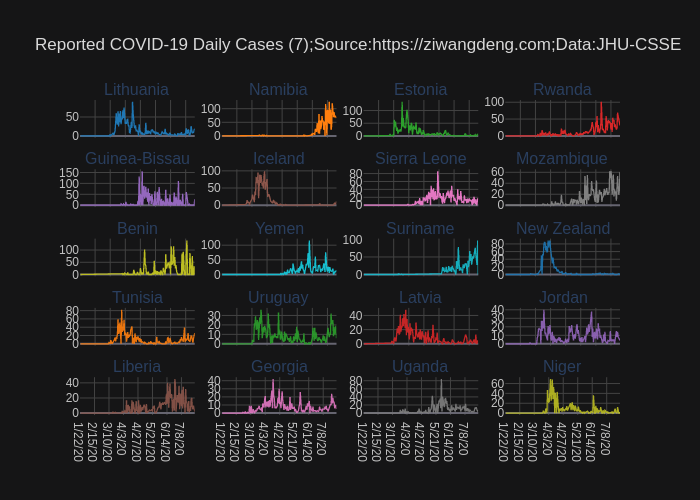 Reported COVID-19 Daily Cases (7);Source:https://ziwangdeng.com;Data:JHU-CSSE
Lithuania Namibia Estonia Rwanda
50 0 100 50 0 100 50 0 100 50 0
Guinea-Bissau Iceland Sierra Leone Mozambique
150 100 50 0 100 50 0 80 60 40 20 0 60 40 20 0
Benin Yemen Suriname New Zealand
100 50 0 100 50 0 100 50 0 80 60 40 20 0
Tunisia Uruguay Latvia Jordan
80 60 40 20 0 30 20 10 0 40 20 0 40 30 20 10 0
Liberia Georgia Uganda Niger
40 20 0 40 30 20 10 0 80 60 40 20 0 60 40 20 0
1/22/20 2/15/20 3/10/20 4/3/20 4/27/20 5/21/20 6/14/20 7/8/20 1/22/20 2/15/20 3/10/20 4/3/20 4/27/20 5/21/20 6/14/20 7/8/20 1/22/20 2/15/20 3/10/20 4/3/20 4/27/20 5/21/20 6/14/20 7/8/20 1/22/20 2/15/20 3/10/20 4/3/20 4/27/20 5/21/20 6/14/20 7/8/20